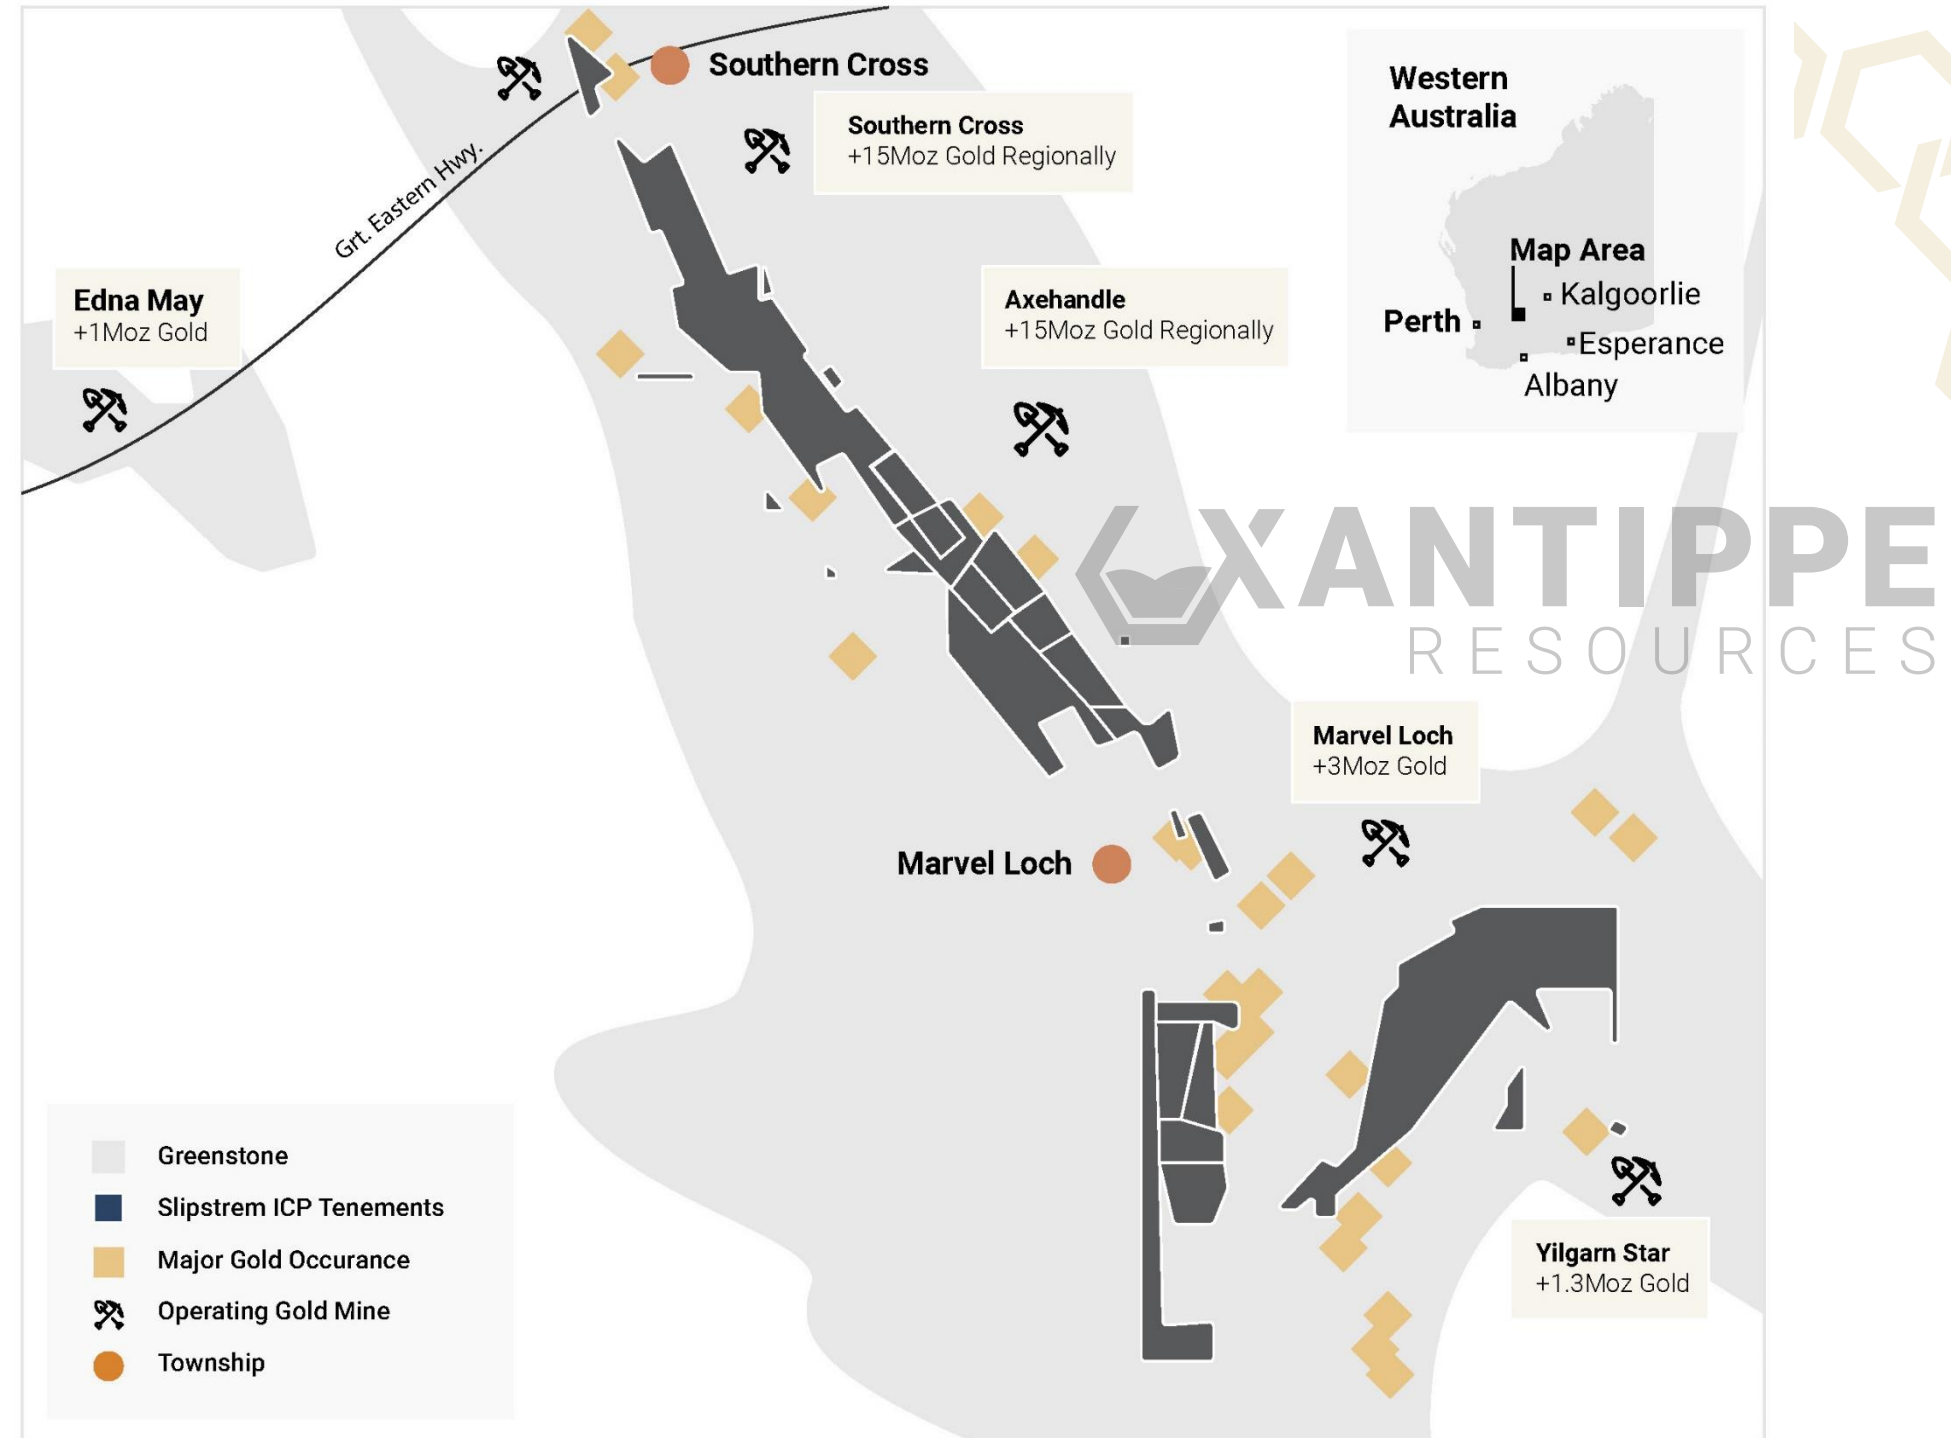 Southern Cross
Southern Cross
+15Moz Gold Regionally
Grt. Eastern Hwy.
Edna May
+1Moz Gold
Axehandle
+15Moz Gold Regionally
Western
Australia
Map Area
Kalgoorlie
Perth
Esperance
Albany
XANTIPPE
RESOURCES
Marvel Loch
+3Moz Gold
Marvel Loch
Yilgarn Star
+1.3Moz Gold
Greenstone
Slipstrem ICP Tenements
Major Gold Occurance
Operating Gold Mine
Township